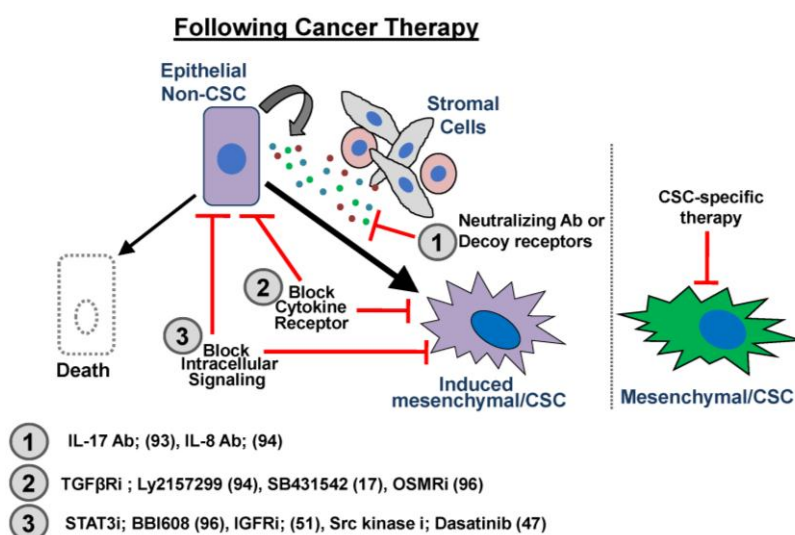 Following Cancer Therapy
Epithelial
Non-CSC
Stromal
Cells
1
Neutralizing Ab or
Decoy receptors
CSC-specific
therapy
2
Block
Cytokine
Receptor
3
Block
Intracellular
Signaling
Death
Induced
mesenchymal/CSC
Mesenchymal/CSC
1 IL-17 Ab; (93), IL-8 Ab; (94)
2 TGFβRi ; Ly2157299 (94), SB431542 (17), OSMRi (96)
3 STAT3i; BBI608 (96), IGFRi; (51), Src kinase i; Dasatinib (47)